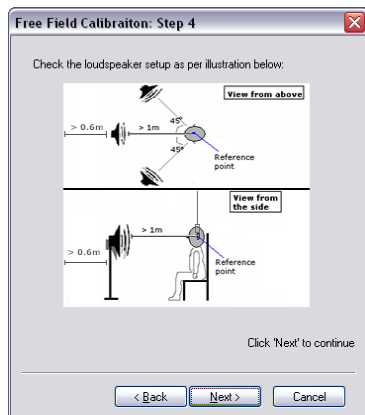 Free Field Calibraiton: Step 4
Check the loudspeaker setup as per illustration below:
View from above
45°
> 0.6m
> 1m
45°
Reference
point
View from
the side
> 1m
> 0.6m
Reference
point
Click 'Next' to continue
< Back
Next >
Cancel